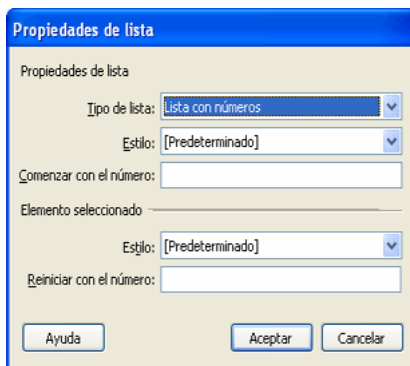 Propiedades de lista
Propiedades de lista
Tipo de lista: Lista con números
Estilo: [Predeterminado]
Comenzar con el número:
Elemento seleccionado
Estilo: [Predeterminado]
Reiniciar con el número:
Ayuda Aceptar Cancelar